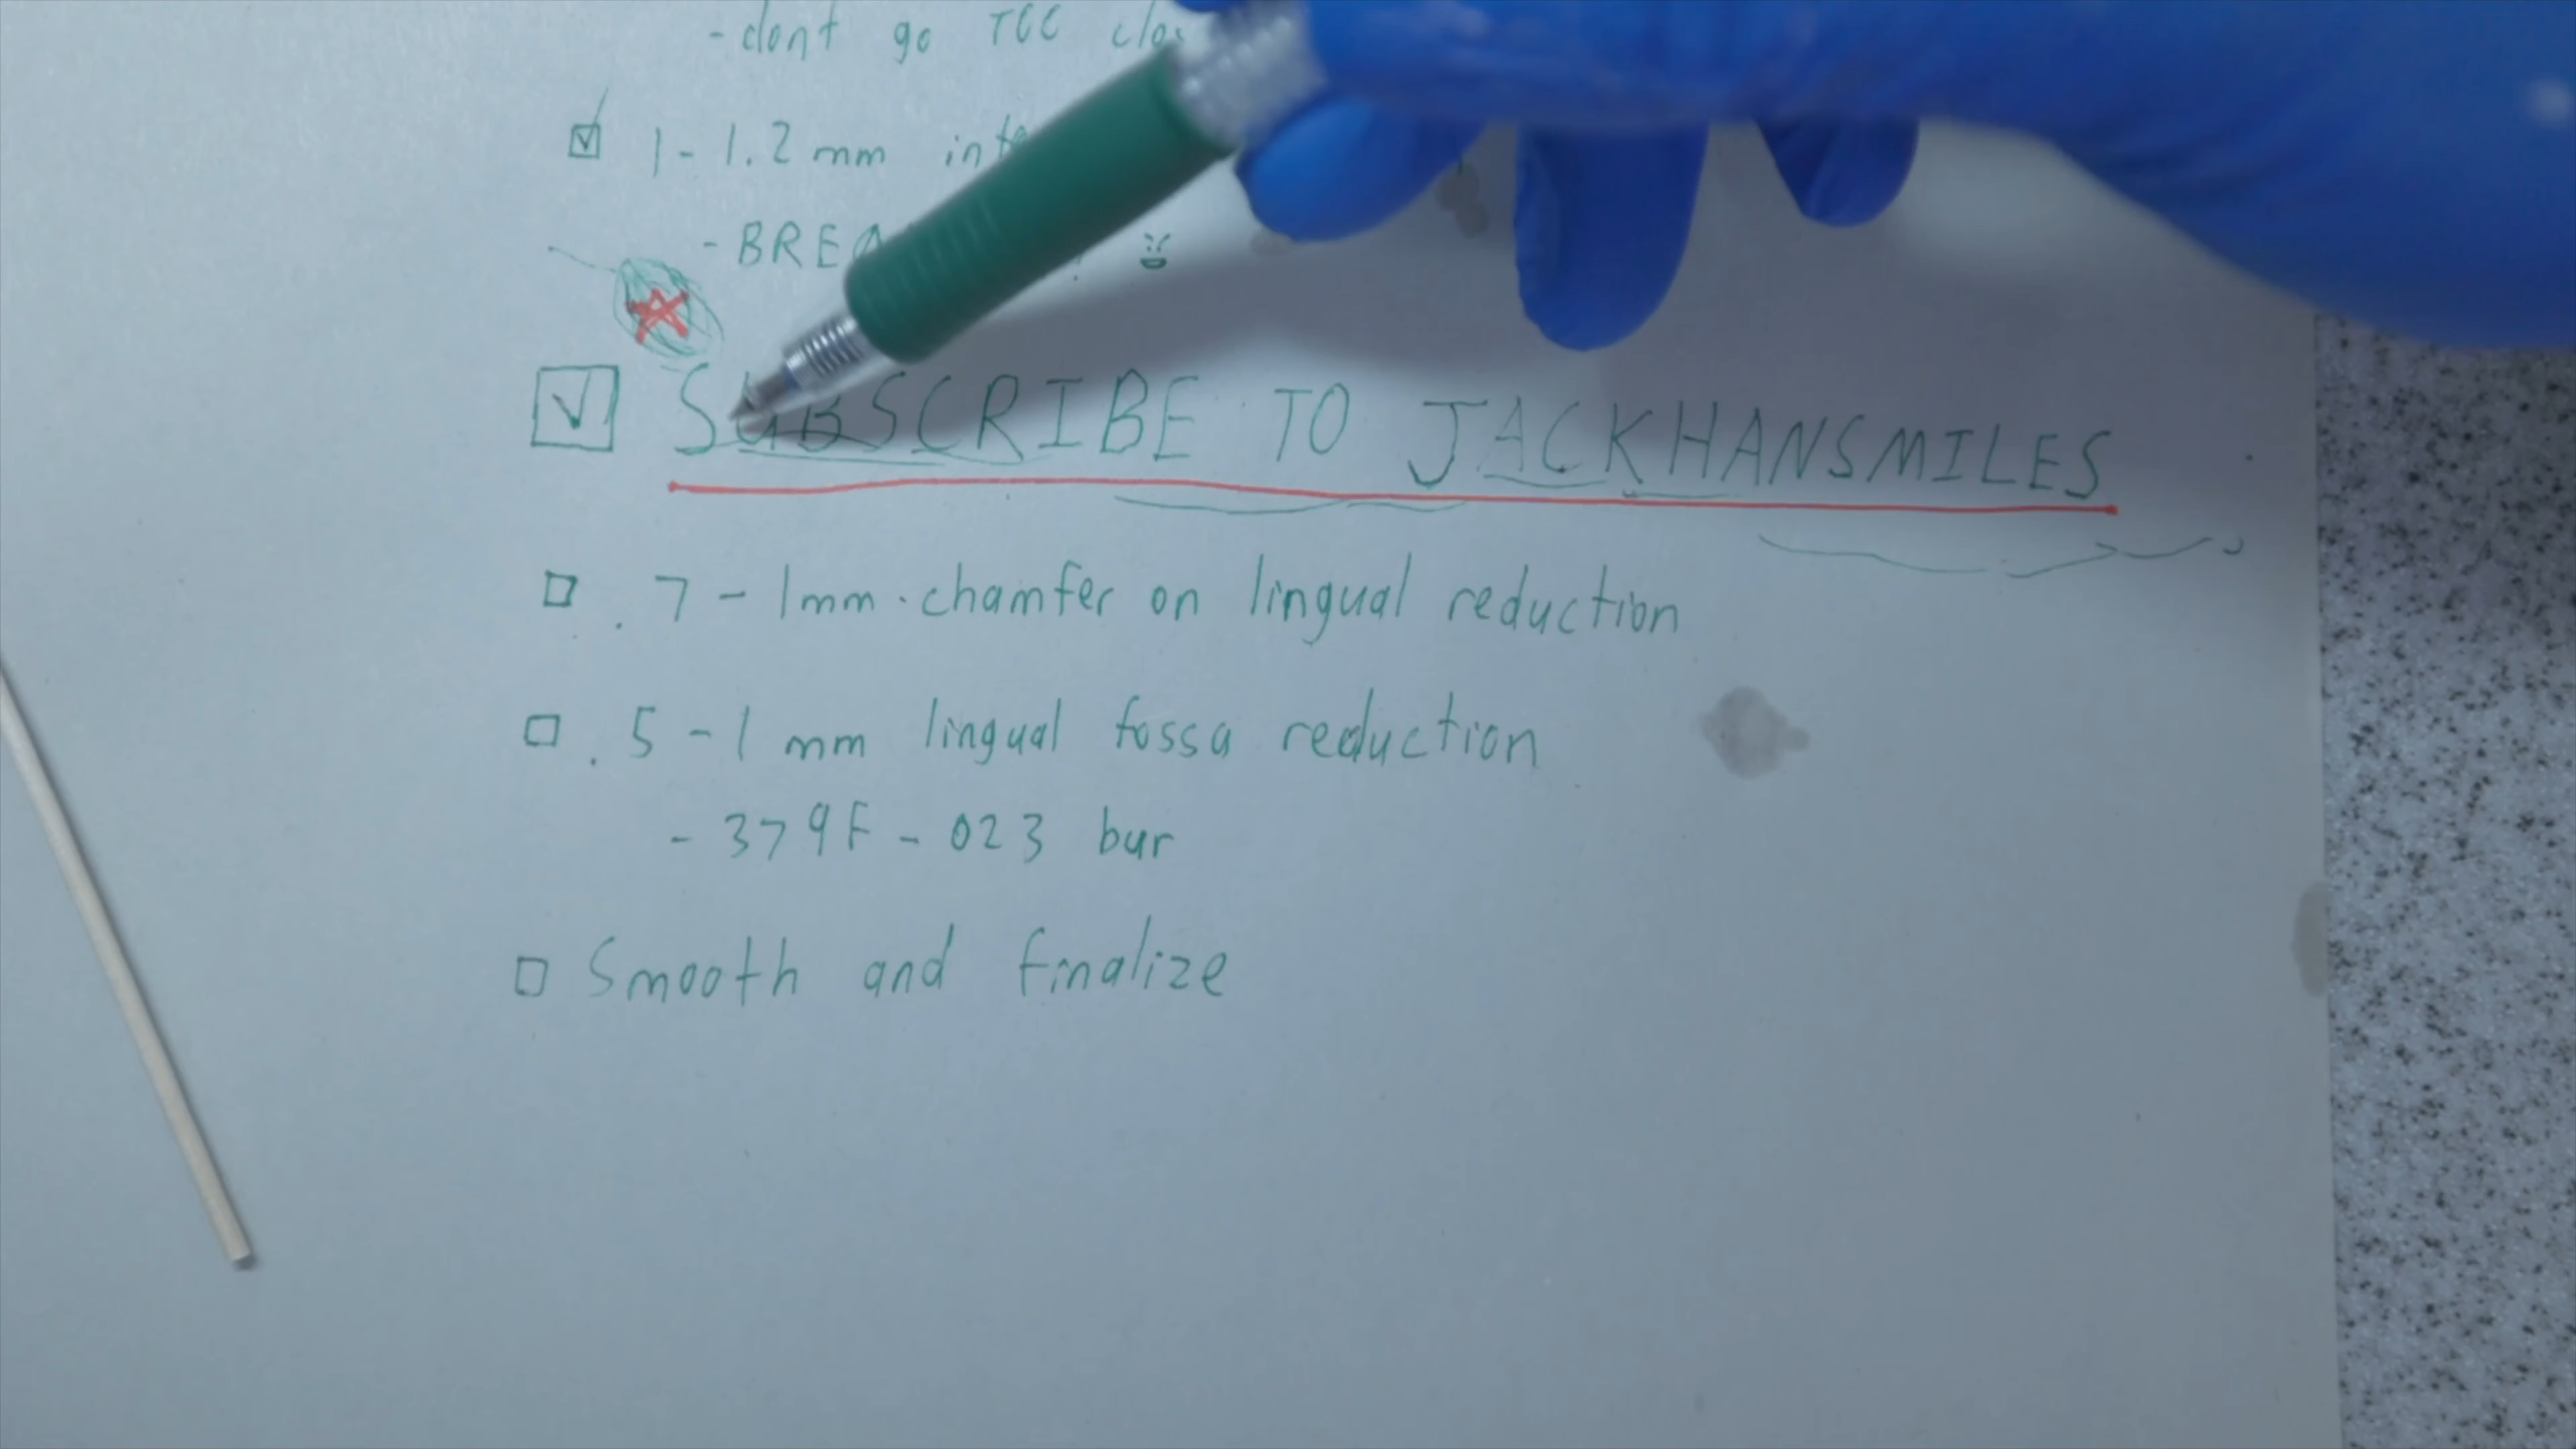 - dont go TOO
1 - 1.2 mm
-
SUBSCRIBE TO JACKHANSMILES
.7 - 1mm chamfer on lingual reduction
.5 - 1 mm lingual fossa reduction
- 379F - 023 bur
Smooth and finalize